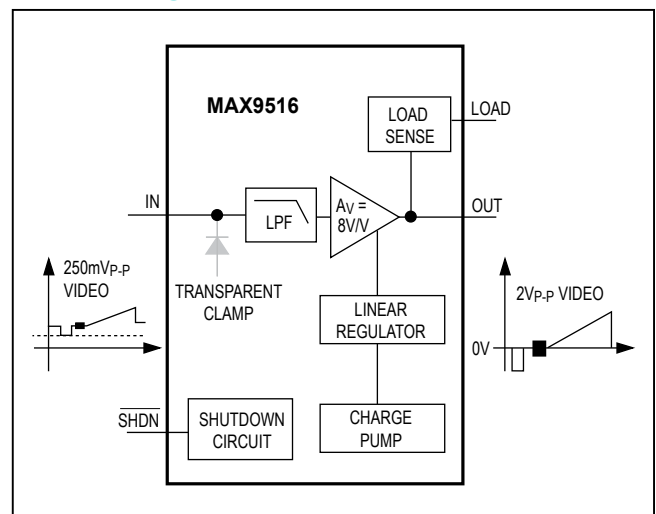 MAX9516
LOAD
SENSE
LOAD
IN
LPF
AV =
8V/V
OUT
250mVP-P
VIDEO
TRANSPARENT
CLAMP
LINEAR
REGULATOR
2VP-P VIDEO
0V
SHDN
SHUTDOWN
CIRCUIT
CHARGE
PUMP